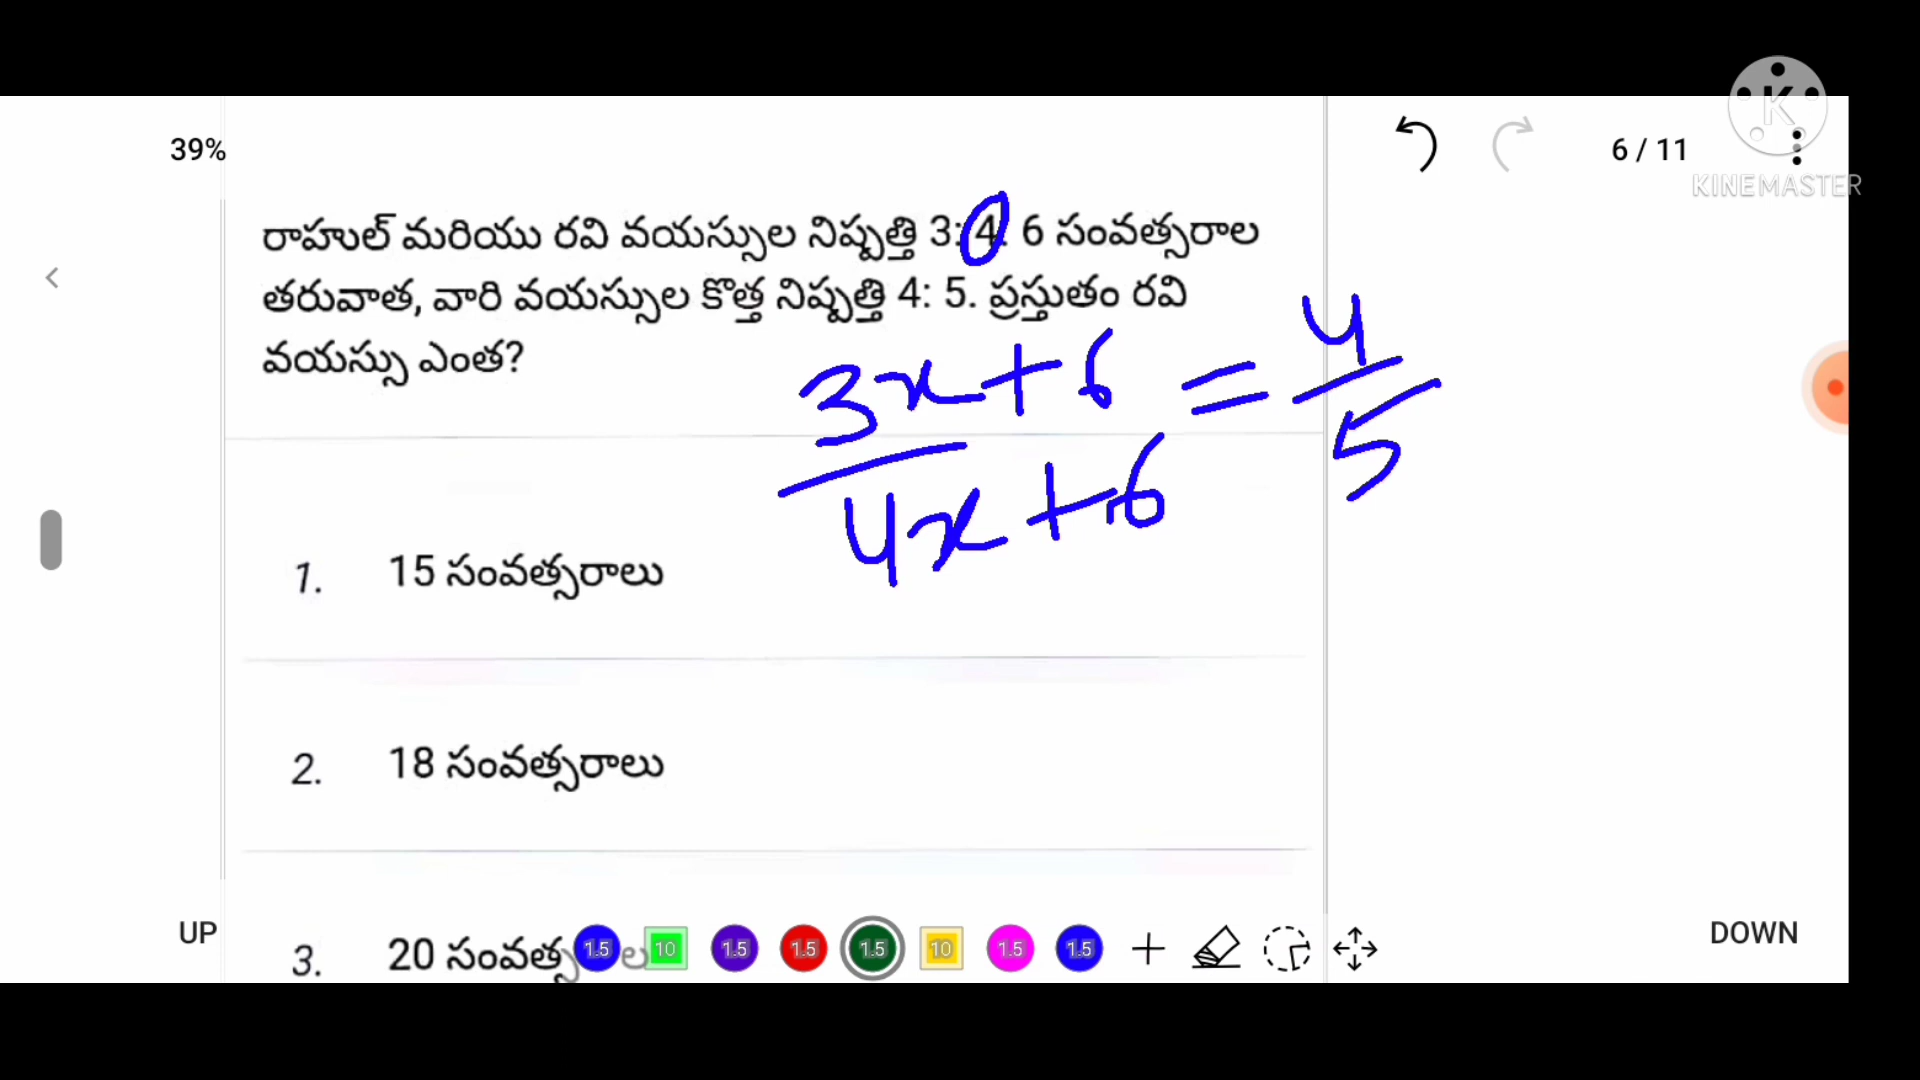 39%
6 / 11
KINEMASTER
రాహుల్ మరియు రవి వయస్సుల నిష్పత్తి 3: 4. 6 సంవత్సరాల
తరువాత, వారి వయస్సుల కొత్త నిష్పత్తి 4: 5. ప్రస్తుతం రవి
వయస్సు ఎంత?
3x+6 = 4
4x+6 5
1. 15 సంవత్సరాలు
2. 18 సంవత్సరాలు
UP
DOWN
3. 20
1.5 10 1.5 1.5 1.5 10 1.5 1.5